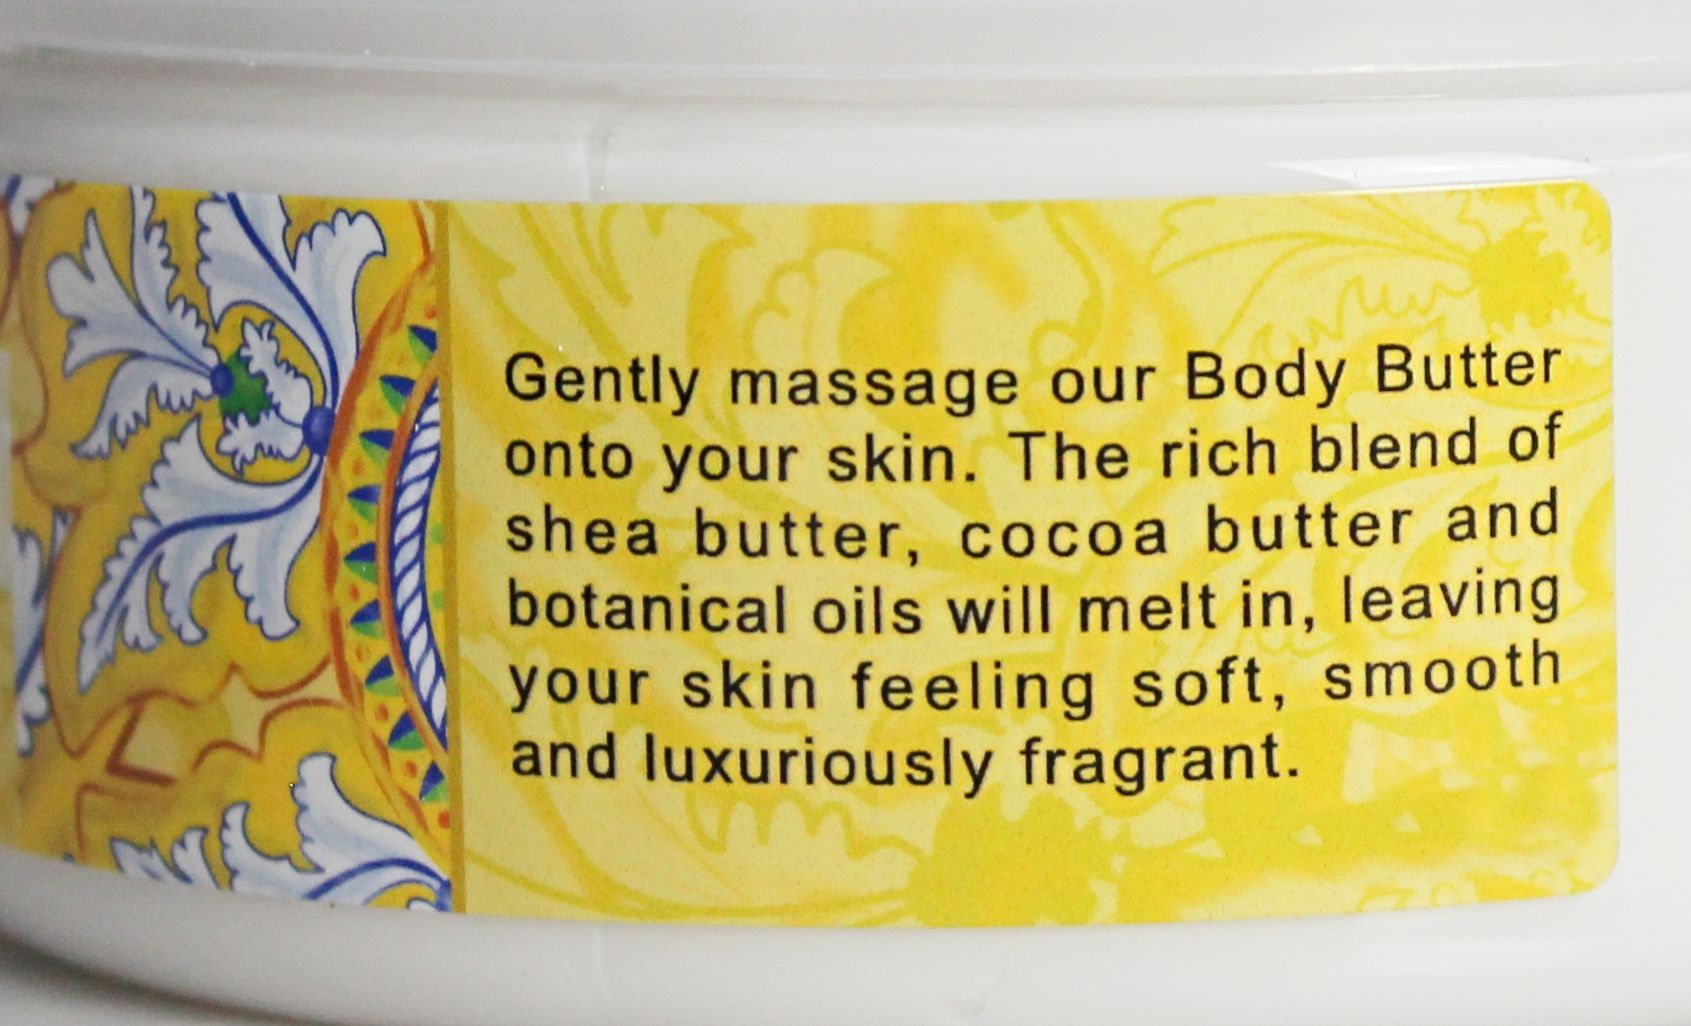 Gently massage our Body Butter
onto your skin. The rich blend of
shea butter, cocoa butter and
botanical oils will melt in, leaving
your skin feeling soft, smooth
and luxuriously fragrant.